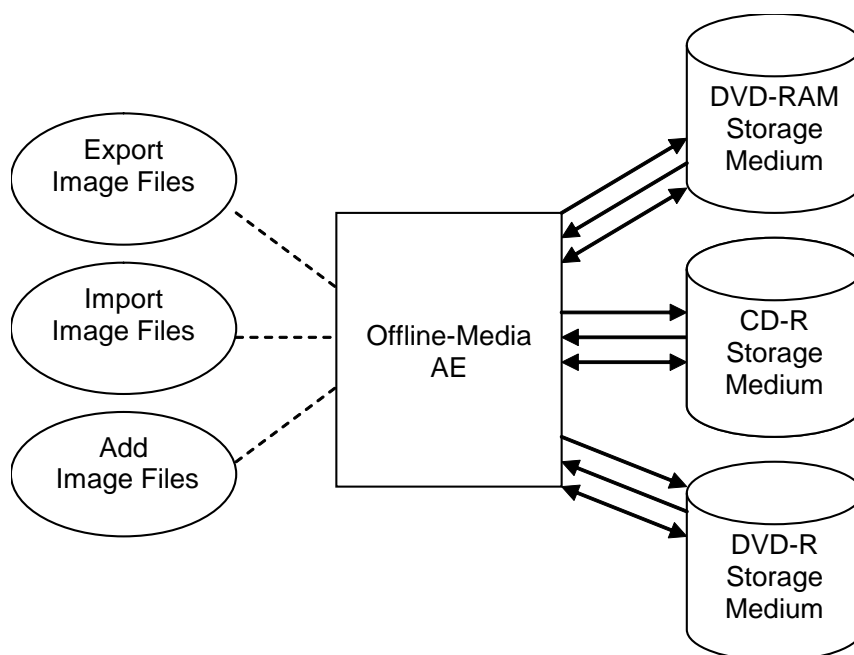 Export
Image Files
Import
Image Files
Add
Image Files
Offline-Media
AE
DVD-RAM
Storage
Medium
CD-R
Storage
Medium
DVD-R
Storage
Medium